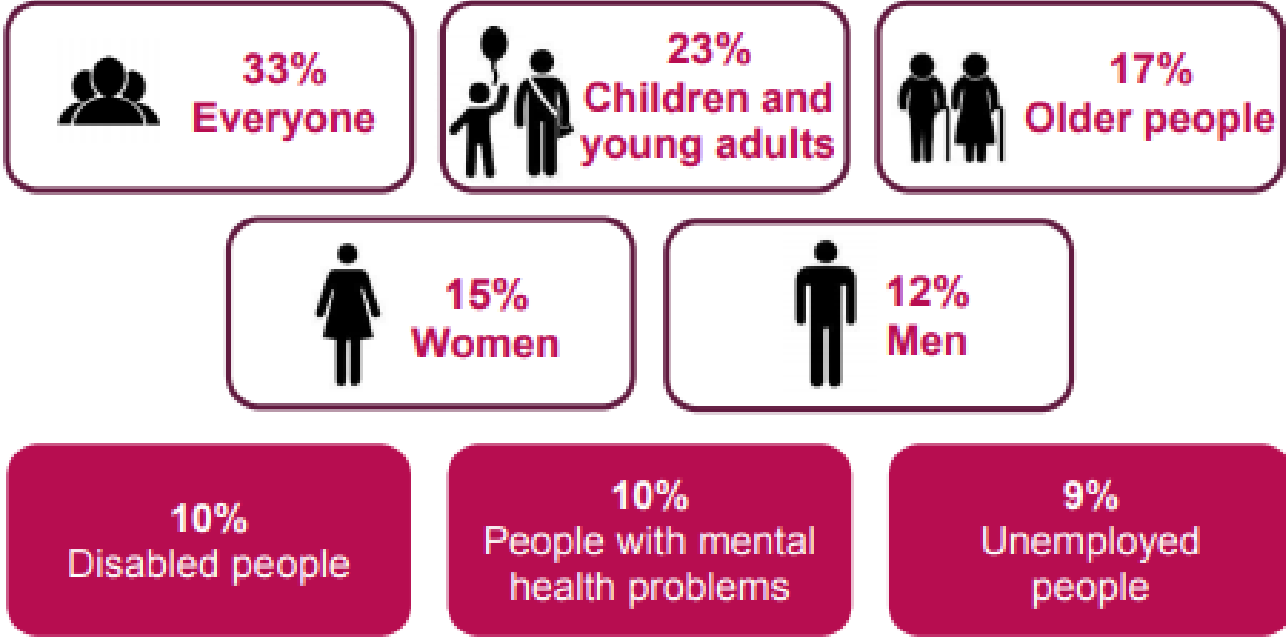 33%
Everyone
23%
Children and
young adults
17%
Older people
15%
Women
12%
Men
10%
Disabled people
10%
People with mental
health problems
9%
Unemployed
people